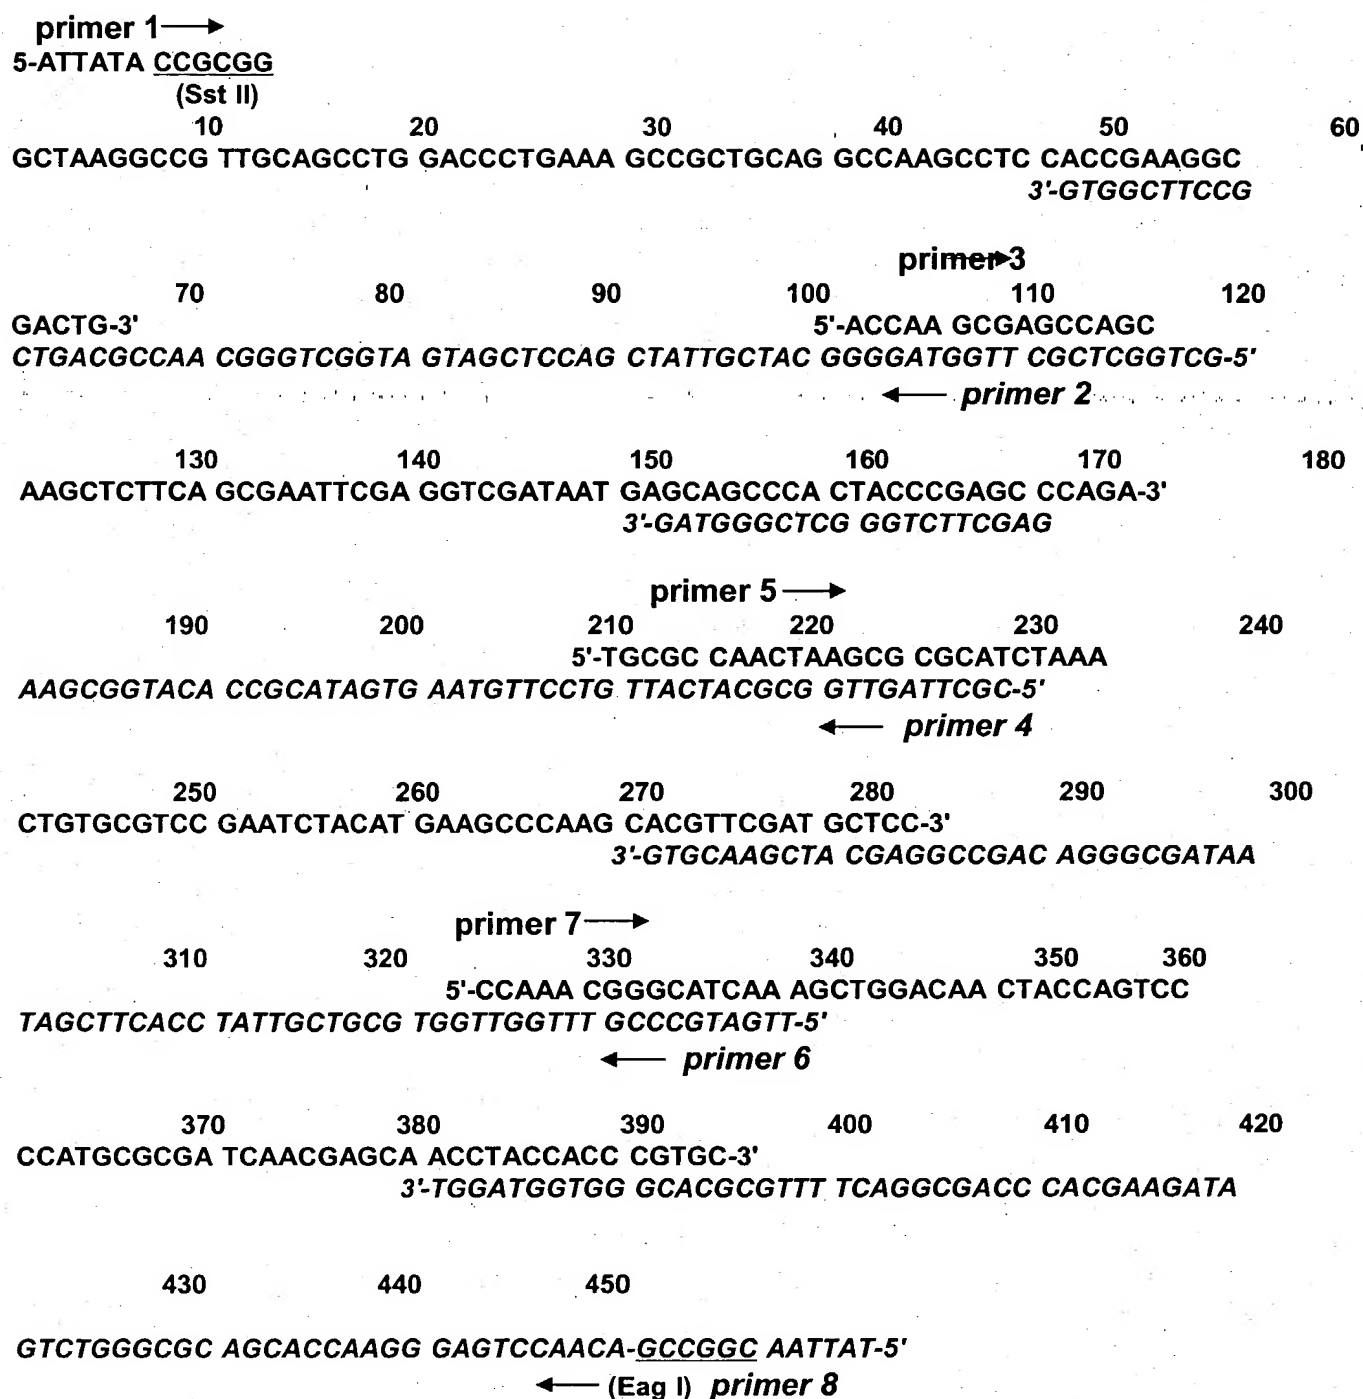 primer 1
5-ATTATA CCGCGG
(Sst II)
10 20 30 40 50 60
GCTAAGGCCG TTGCAGCCTG GACCCTGAAA GCCGCTGCAG GCCAAGCCTC CACCGAAGGC
3'-GTGGCTTCCG
primer 3
70 80 90 100 110 120
GACTG-3' 5'-ACCAA GCGAGCCAGC
CTGACGCCAA CGGGTCGGTA GTAGCTCCAG CTATTGCTAC GGGGATGGTT CGCTCGGTCG-5'
primer 2
130 140 150 160 170 180
AAGCTCTTCA GCGAATTCGA GGTCGATAAT GAGCAGCCCA CTACCCGAGC CCAGA-3'
3'-GATGGGCTCG GGTCTTCGAG
primer 5
190 200 210 220 230 240
5'-TGCGC CAACTAAGCG CGCATCTAAA
AAGCGGTACA CCGCATAGTG AATGTTCCTG TTACTACGCG GTTGATTCGC-5'
primer 4
250 260 270 280 290 300
CTGTGCGTCC GAATCTACAT GAAGCCCAAG CACGTTCGAT GCTCC-3'
3'-GTGCAAGCTA CGAGGCCGAC AGGGCGATAA
primer 7
310 320 330 340 350 360
5'-CCAAA CGGGCATCAA AGCTGGACAA CTACCAGTCC
TAGCTTCACC TATTGCTGCG TGGTTGGTTT GCCCGTAGTT-5'
primer 6
370 380 390 400 410 420
CCATGCGCGA TCAACGAGCA ACCTACCACC CGTGC-3'
3'-TGGATGGTGG GCACGCGTTT TCAGGCGACC CACGAAGATA
430 440 450
GTCTGGGCGC AGCACCAAGG GAGTCCAACA-GCCGGC AATTAT-5'
(Eag I) primer 8